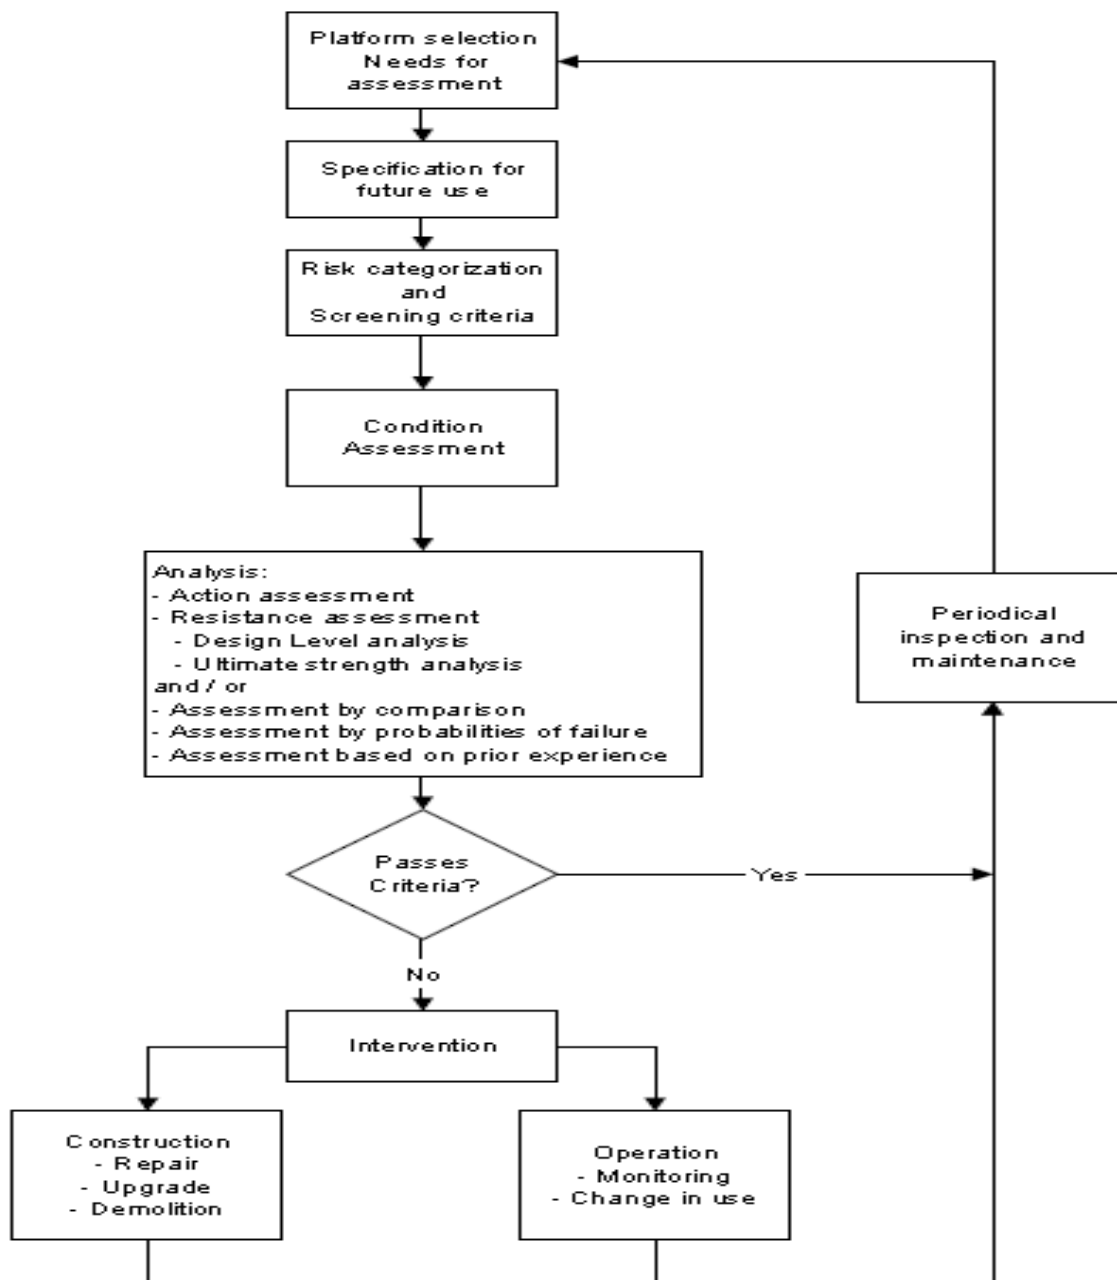 Platform selection
Needs for
assessment
Specification for
future use
Risk categorization
and
Screening criteria
Condition
Assessment
Analysis:
- Action assessment
- Resistance assessment
- Design Level analysis
- Ultimate strength analysis
and / or
- Assessment by comparison
- Assessment by probabilities of failure
- Assessment based on prior experience
Periodical
inspection and
maintenance
Passes
Criteria?
Yes
No
Intervention
Construction
- Repair
- Upgrade
- Demolition
Operation
- Monitoring
- Change in use